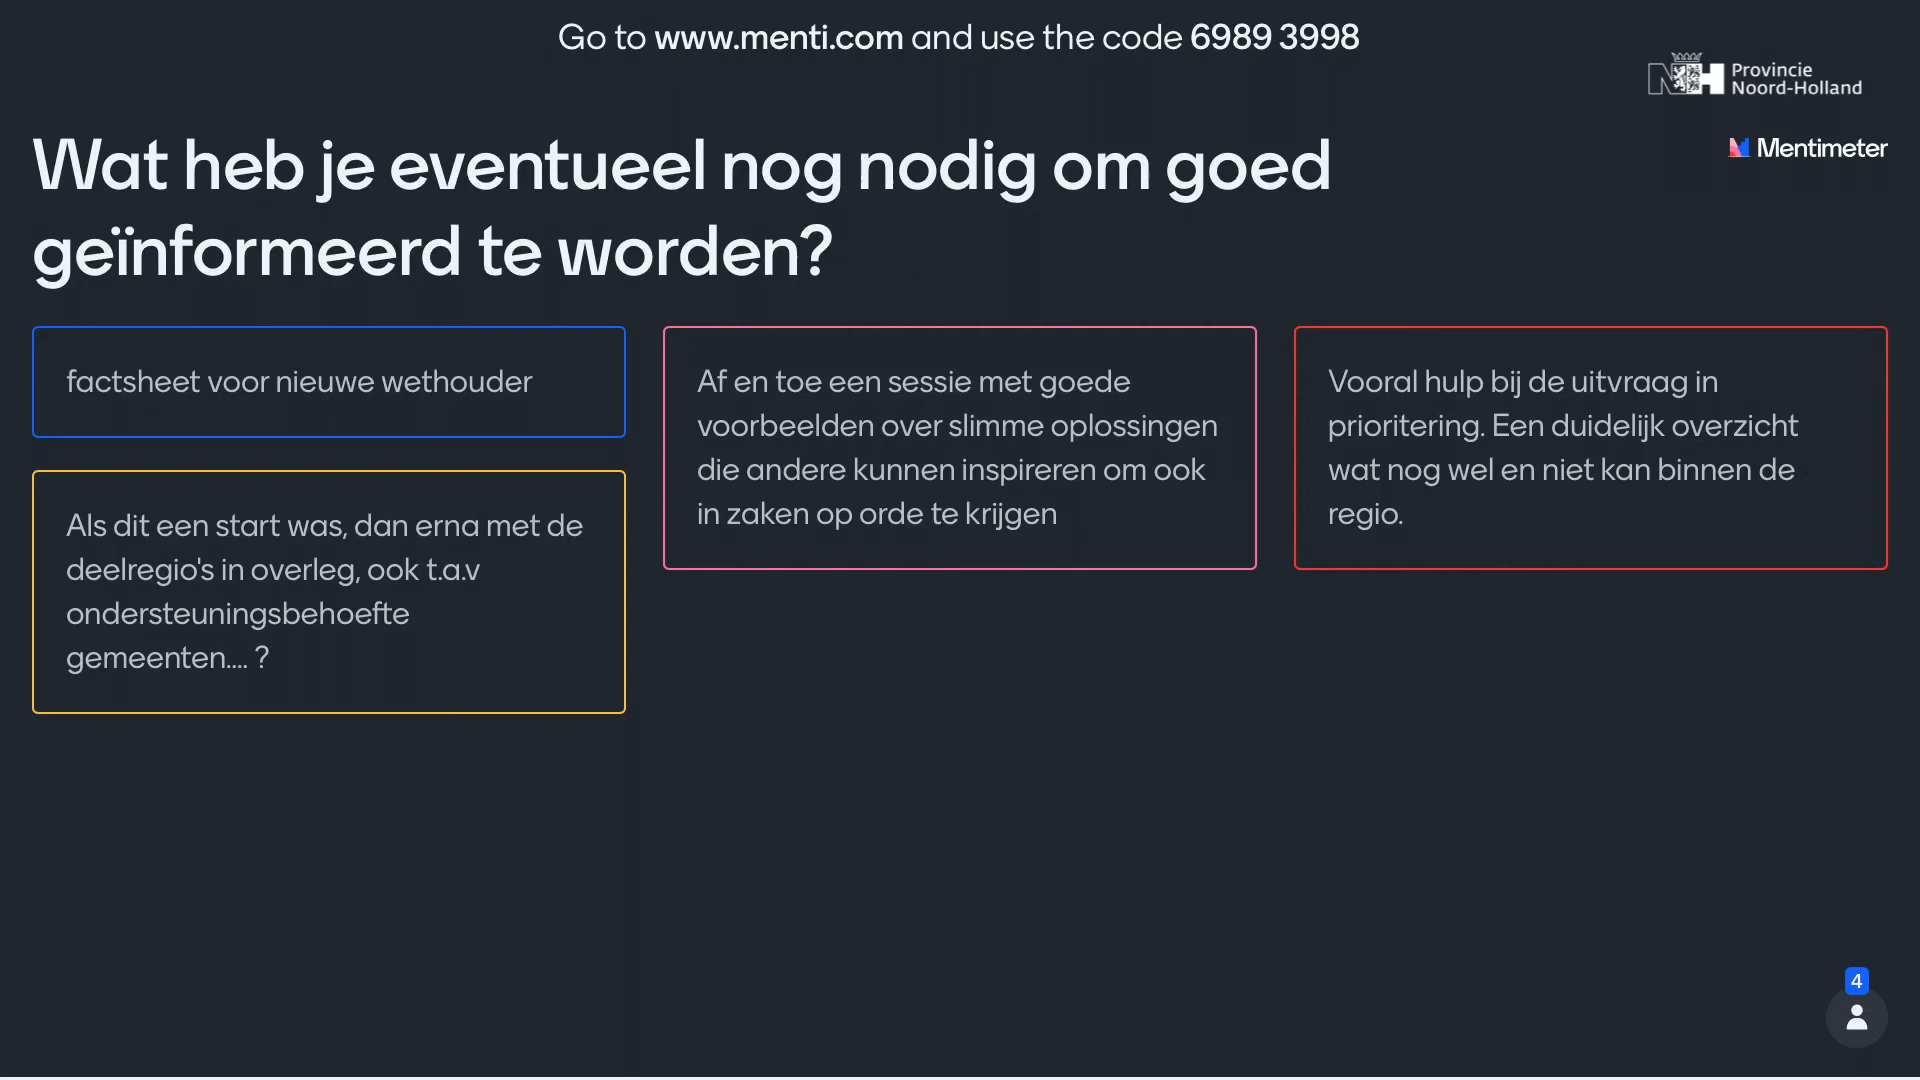 Go to www.menti.com and use the code 6989 3998
Provincie
Noord-Holland
Mentimeter
Wat heb je eventueel nog nodig om goed
geïnformeerd te worden?
factsheet voor nieuwe wethouder
Als dit een start was, dan erna met de
deelregio's in overleg, ook t.a.v
ondersteuningsbehoefte
gemeenten.... ?
Af en toe een sessie met goede
voorbeelden over slimme oplossingen
die andere kunnen inspireren om ook
in zaken op orde te krijgen
Vooral hulp bij de uitvraag in
prioritering. Een duidelijk overzicht
wat nog wel en niet kan binnen de
regio.
4